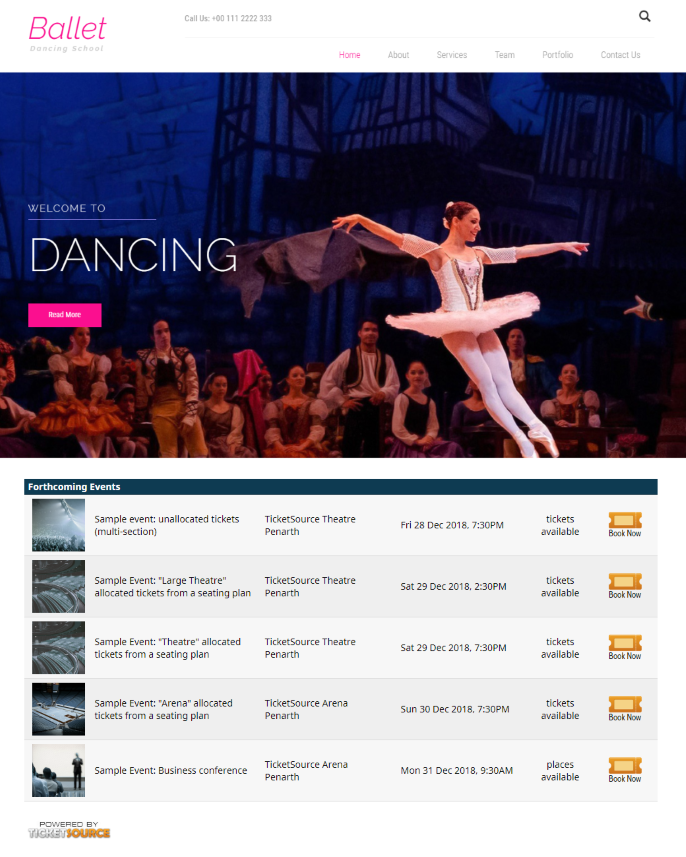 Ballet
Dancing School
Call Us: +00 111 2222 333
Home About Services Team Portfolio Contact Us
WELCOME TO
DANCING
Read More
Forthcoming Events
Sample event: unallocated tickets
(multi-section)
TicketSource Theatre
Penarth
Fri 28 Dec 2018, 7:30PM
tickets
available
Book Now
Sample Event: "Large Theatre"
allocated tickets from a seating plan
TicketSource Theatre
Penarth
Sat 29 Dec 2018, 2:30PM
tickets
available
Book Now
Sample Event: "Theatre" allocated
tickets from a seating plan
TicketSource Theatre
Penarth
Sat 29 Dec 2018, 7:30PM
tickets
available
Book Now
Sample Event: "Arena" allocated
tickets from a seating plan
TicketSource Arena
Penarth
Sun 30 Dec 2018, 7:30PM
tickets
available
Book Now
Sample Event: Business conference
TicketSource Arena
Penarth
Mon 31 Dec 2018, 9:30AM
places
available
Book Now
POWERED BY
TICKETSOURCE